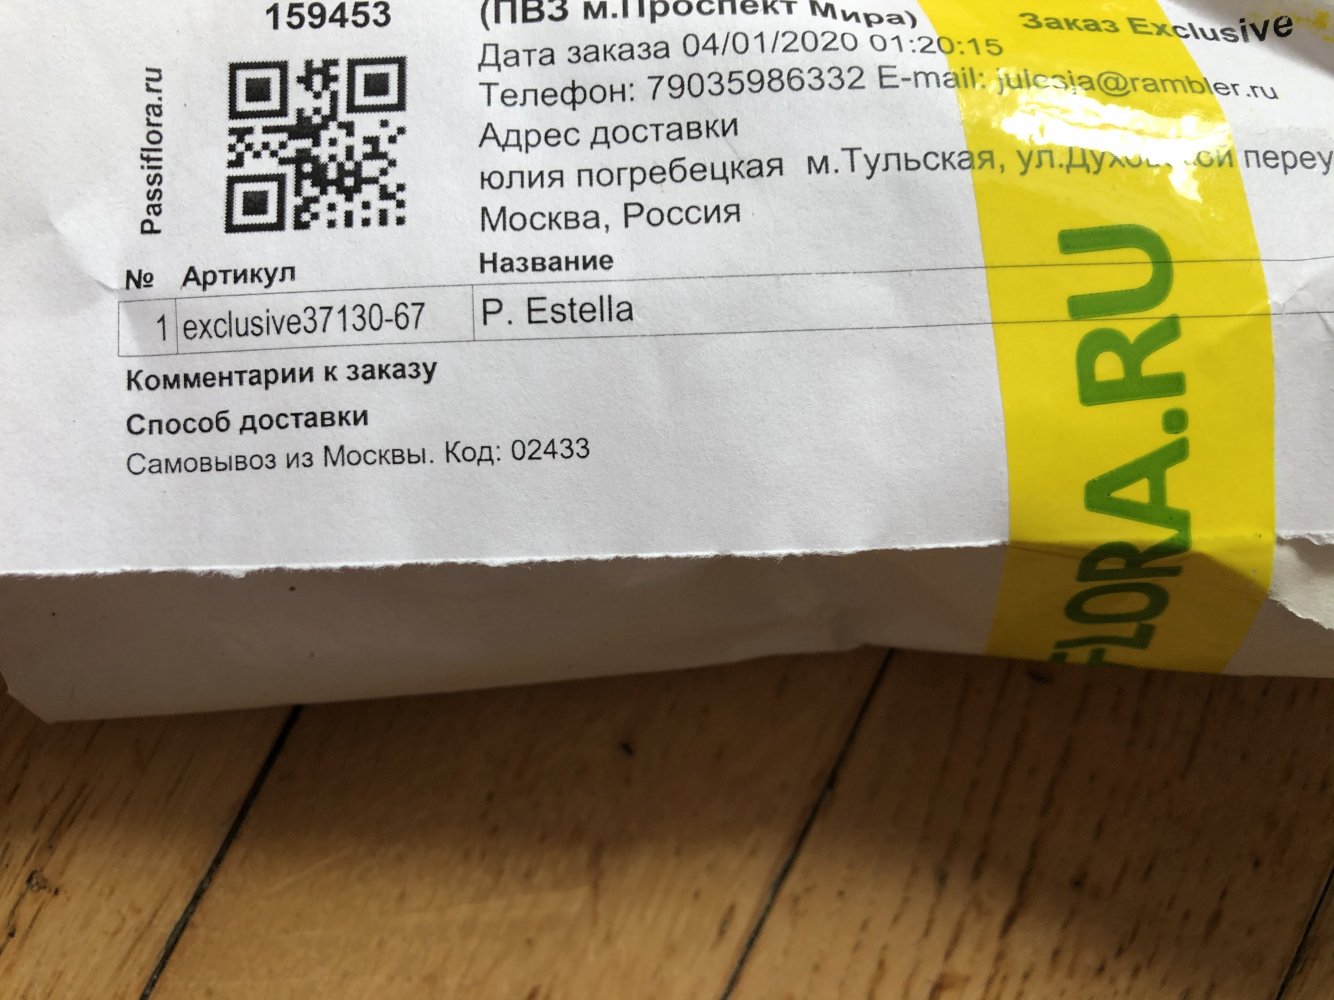 159453
(ПВЗ м.Проспект Мира)
Заказ Exclusive
Дата заказа 04/01/2020 01:20:15
Телефон: 79035986332 E-mail: julesja@rambler.ru
Адрес доставки
юлия погребецкая м.Тульская, переу
Москва, Россия
Passiflora.ru
№ Артикул Название
1 exclusive37130-67 P. Estella
Комментарии к заказу
Способ доставки
Самовывоз из Москвы. Код: 02433
FLORA.RU